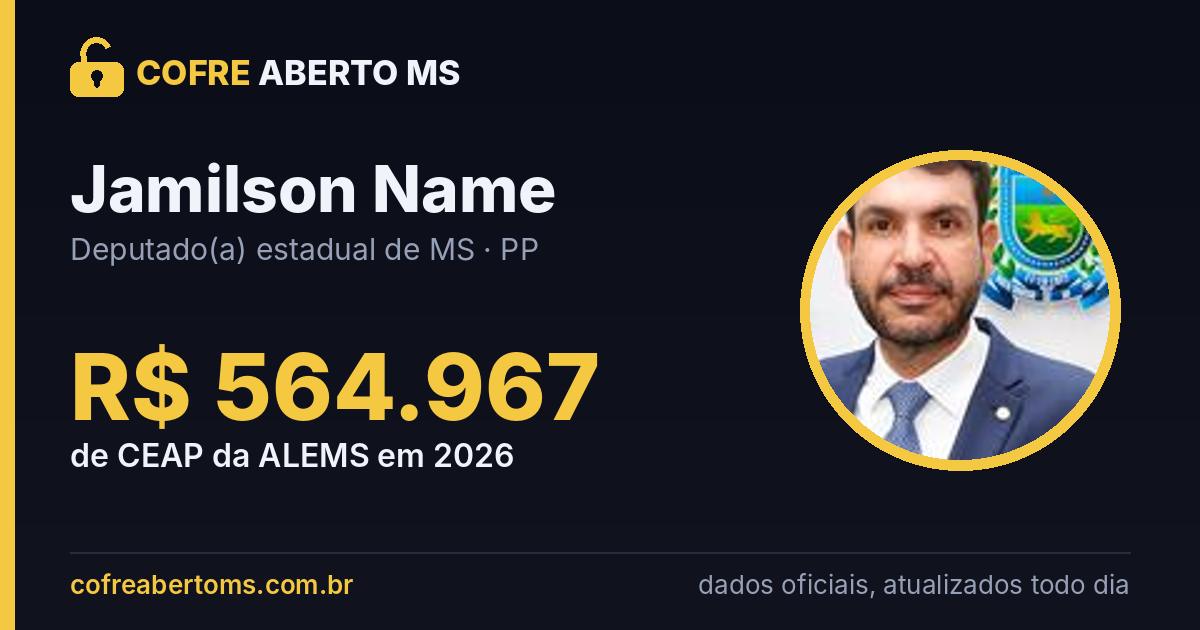 COFRE ABERTO MS
Jamilson Name
Deputado(a) estadual de MS · PP
R$ 564.967
de CEAP da ALEMS em 2026
cofreabertoms.com.br
dados oficiais, atualizados todo dia